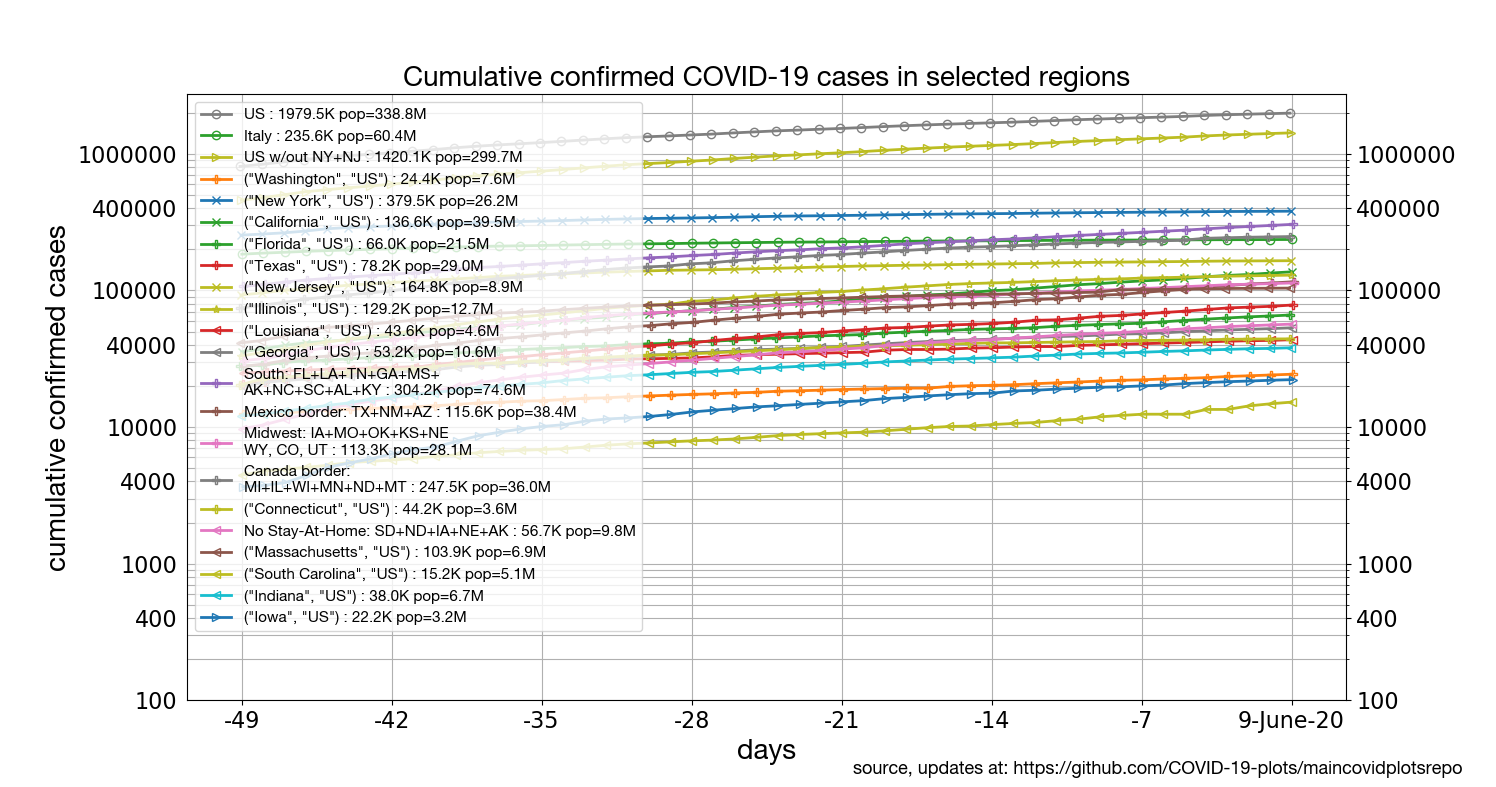 Cumulative confirmed COVID-19 cases in selected regions
US : 1979.5K pop=338.8M
Italy : 235.6K pop=60.4M
US w/out NY+NJ : 1420.1K pop=299.7M
("Washington", "US") : 24.4K pop=7.6M
("New York", "US") : 379.5K pop=26.2M
("California", "US") : 136.6K pop=39.5M
("Florida", "US") : 66.0K pop=21.5M
("Texas", "US") : 78.2K pop=29.0M
("New Jersey", "US") : 164.8K pop=8.9M
("Illinois", "US") : 129.2K pop=12.7M
("Louisiana", "US") : 43.6K pop=4.6M
("Georgia", "US") : 53.2K pop=10.6M
South: FL+LA+TN+GA+MS+
AK+NC+SC+AL+KY : 304.2K pop=74.6M
Mexico border: TX+NM+AZ : 115.6K pop=38.4M
Midwest: IA+MO+OK+KS+NE
WY, CO, UT : 113.3K pop=28.1M
Canada border:
MI+IL+WI+MN+ND+MT : 247.5K pop=36.0M
("Connecticut", "US") : 44.2K pop=3.6M
No Stay-At-Home: SD+ND+IA+NE+AK : 56.7K pop=9.8M
("Massachusetts", "US") : 103.9K pop=6.9M
("South Carolina", "US") : 15.2K pop=5.1M
("Indiana", "US") : 38.0K pop=6.7M
("Iowa", "US") : 22.2K pop=3.2M
cumulative confirmed cases
1000000
400000
100000
40000
10000
4000
1000
400
100
1000000
400000
100000
40000
10000
4000
1000
400
100
-49 -42 -35 -28 -21 -14 -7 9-June-20
days
source, updates at: https://github.com/COVID-19-plots/maincovidplotsrepo